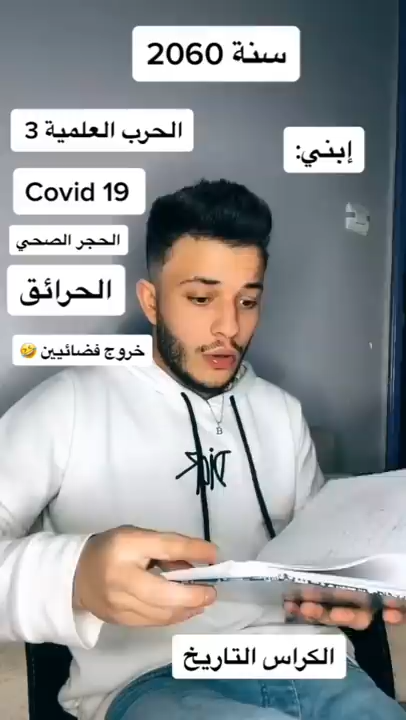 سنة 2060
الحرب العلمية 3
إبني:
Covid 19
الحجر الصحي
الحرائق
خروج فضائيين 🤣
الكراس التاريخ